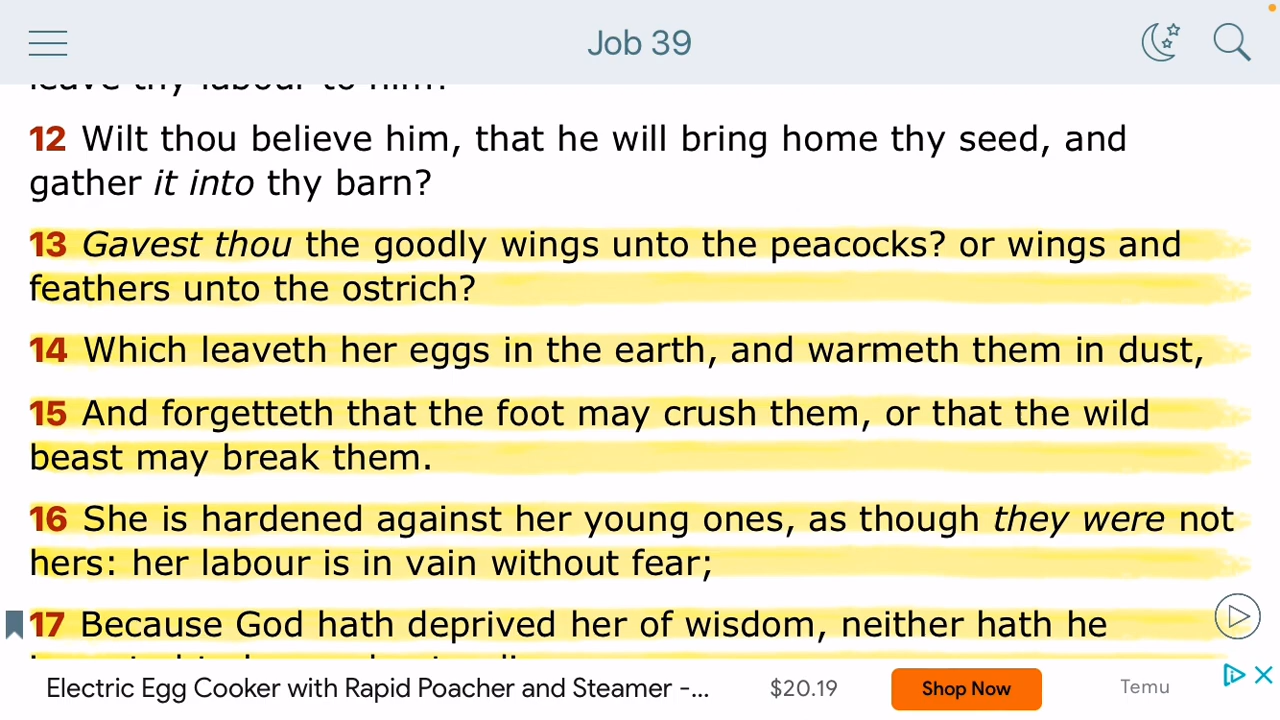 Job 39
leave thy labour to him?
12 Wilt thou believe him, that he will bring home thy seed, and
gather it into thy barn?
13 Gavest thou the goodly wings unto the peacocks? or wings and
feathers unto the ostrich?
14 Which leaveth her eggs in the earth, and warmeth them in dust,
15 And forgetteth that the foot may crush them, or that the wild
beast may break them.
16 She is hardened against her young ones, as though they were not
hers: her labour is in vain without fear;
17 Because God hath deprived her of wisdom, neither hath he
Electric Egg Cooker with Rapid Poacher and Steamer -...
$20.19
Shop Now
Temu